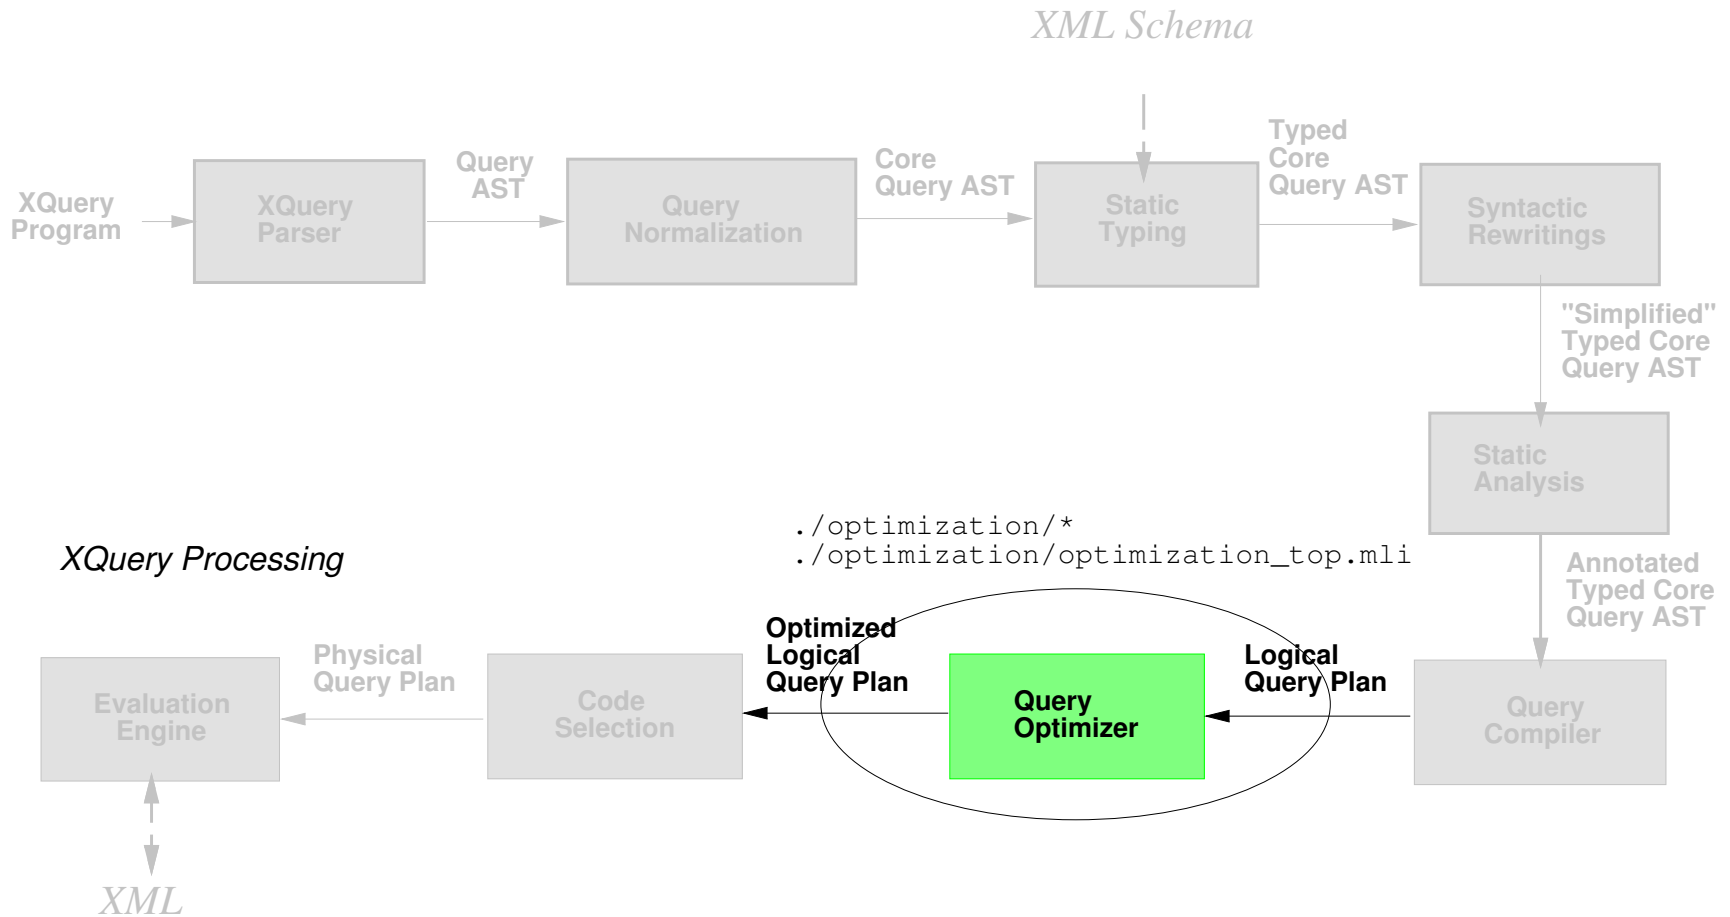 XML Schema
XQuery
Program
XQuery
Parser
Query
AST
Query
Normalization
Core
Query AST
Static
Typing
Typed
Core
Query AST
Syntactic
Rewritings
"Simplified"
Typed Core
Query AST
Static
Analysis
Annotated
Typed Core
Query AST
XQuery Processing
./optimization/*
./optimization/optimization_top.mli
Evaluation
Engine
Physical
Query Plan
Code
Selection
Optimized
Logical
Query Plan
Query
Optimizer
Logical
Query Plan
Query
Compiler
XML